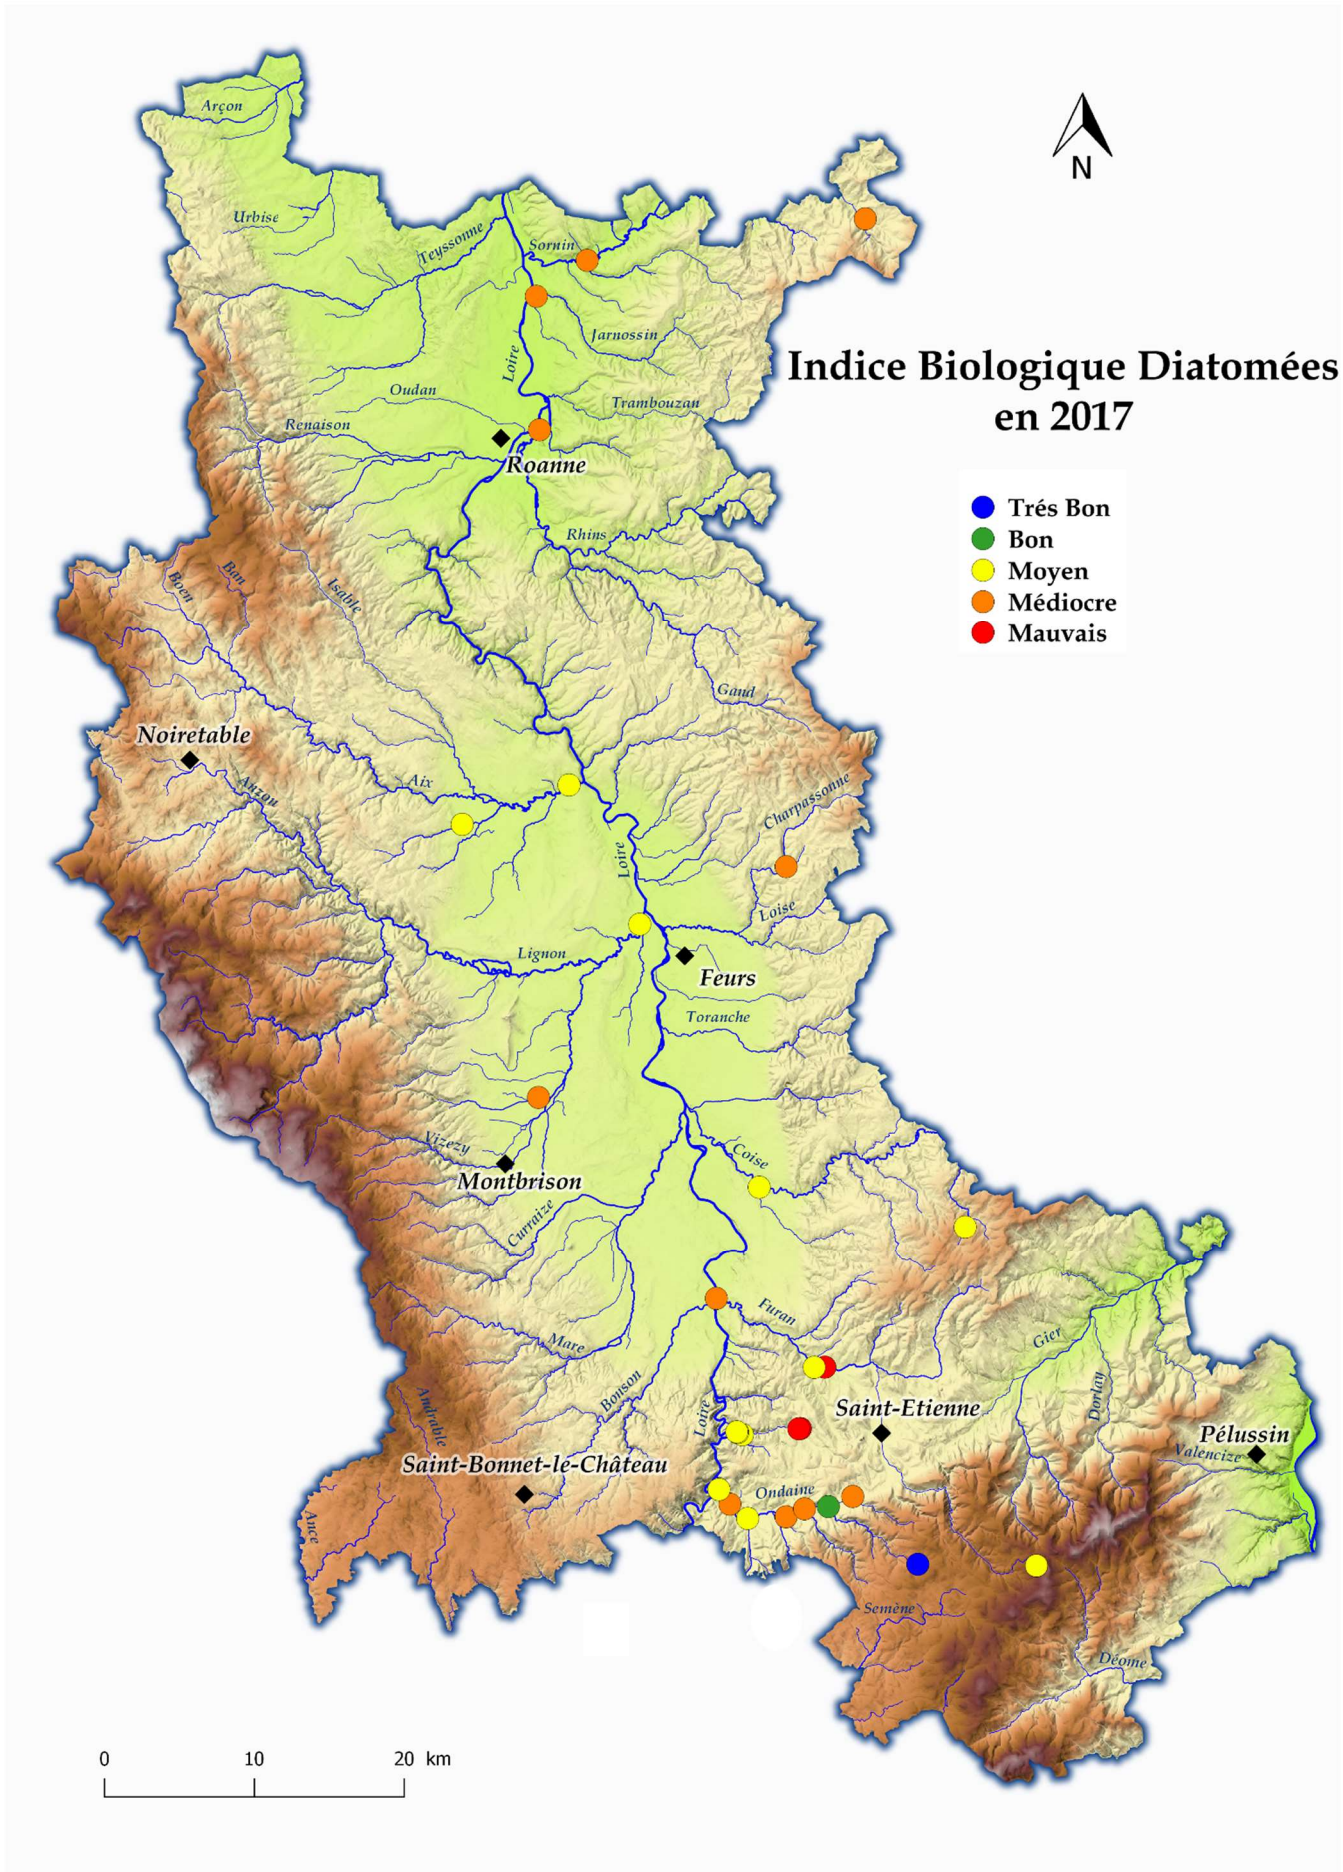 Arçon
N
Urbise
Teyssonne
Sornin
Jarnossin
Loire
Indice Biologique Diatomées
en 2017
Oudan
Trambouzan
Renaison
Roanne
Trés Bon
Bon
Moyen
Médiocre
Mauvais
Rhins
Boen
Ban
Isable
Gand
Noiretable
Anzon
Aix
Charpassonne
Loire
Loise
Lignon
Feurs
Toranche
Vizezy
Coise
Montbrison
Curraize
Furan
Mare
Gier
Bonson
Andrable
Loire
Dorlay
Saint-Etienne
Pélussin
Valencize
Saint-Bonnet-le-Château
Ondaine
Ance
Semène
Déome
0 10 20 km